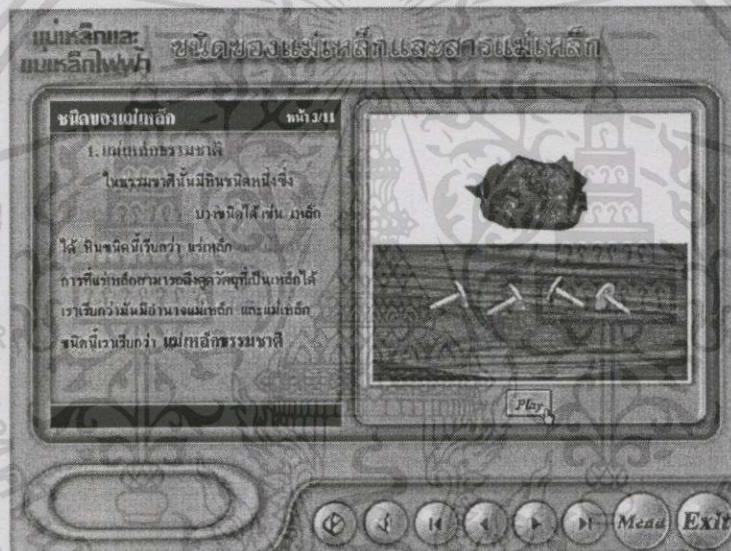 แม่เหล็กและ
แม่เหล็กไฟฟ้า
ชนิดของแม่เหล็กและสารแม่เหล็ก
ชนิดของแม่เหล็ก หน้า 3/11
1. แม่เหล็กธรรมชาติ
ในธรรมชาตินั้นมีหินชนิดหนึ่งซึ่ง
บางชนิดได้ เช่น เหล็ก
ได้ หินชนิดนี้เรียกว่า แร่เหล็ก
การที่แร่เหล็กสามารถดึงดูดวัตถุที่เป็นเหล็กได้
เราเรียกว่ามันมีอำนาจแม่เหล็ก และแม่เหล็ก
ชนิดนี้เราเรียกว่า แม่เหล็กธรรมชาติ
Play
Menu
Exit